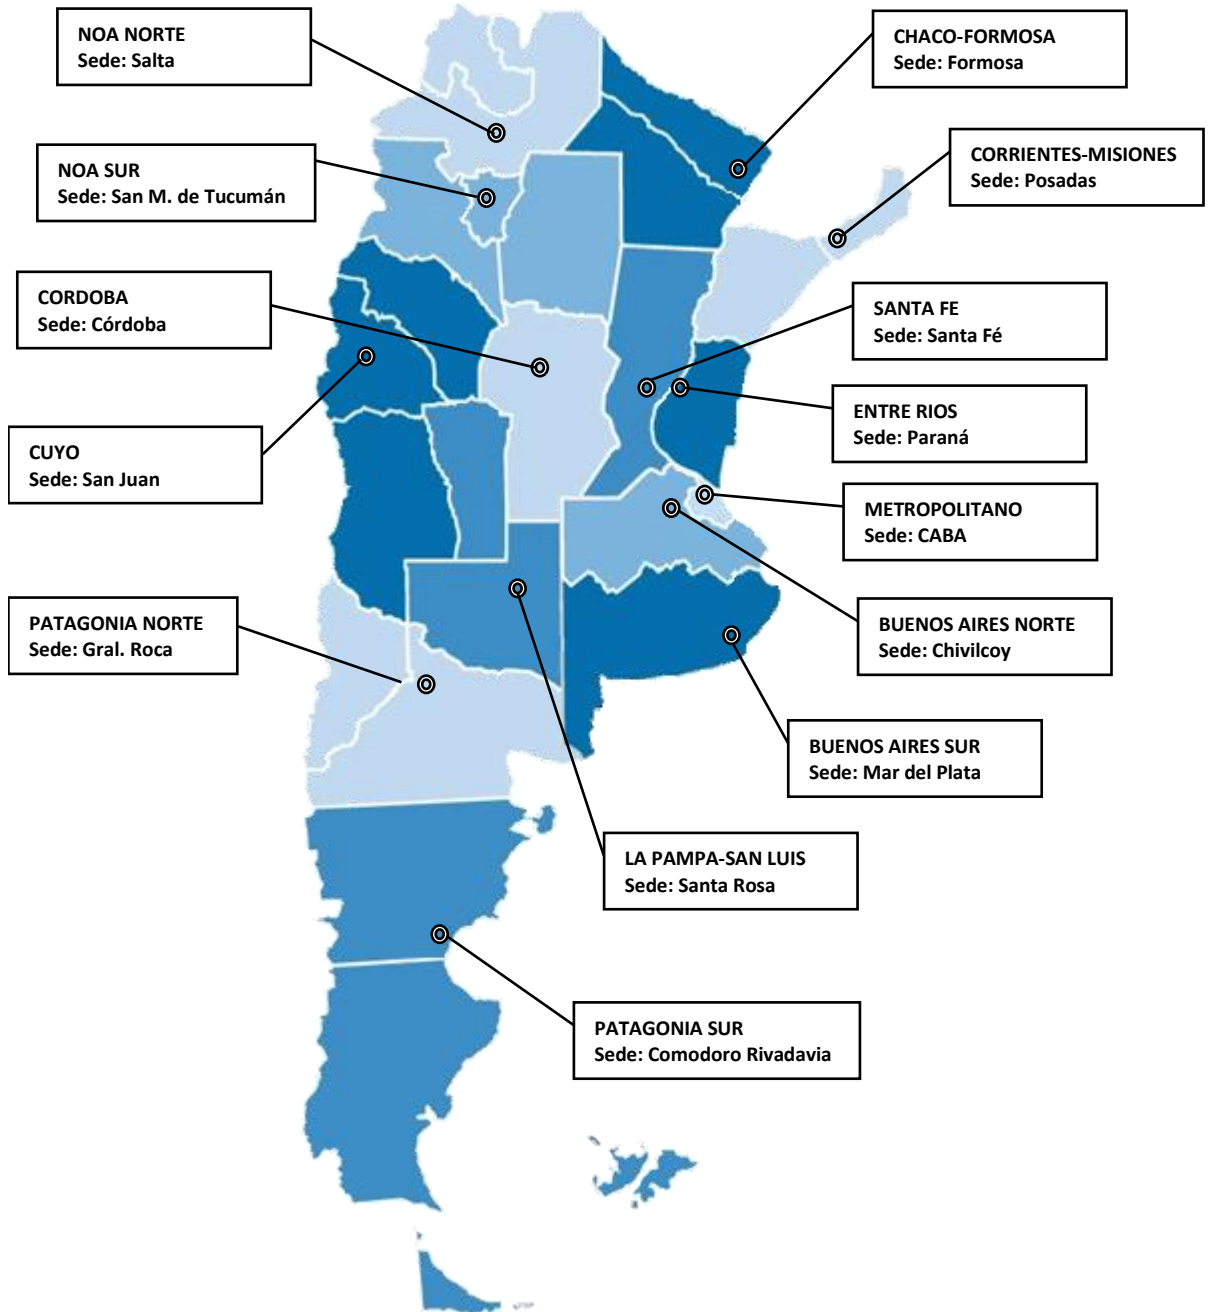 NOA NORTE
Sede: Salta
CHACO-FORMOSA
Sede: Formosa
NOA SUR
Sede: San M. de Tucumán
CORRIENTES-MISIONES
Sede: Posadas
CORDOBA
Sede: Córdoba
SANTA FE
Sede: Santa Fé
ENTRE RIOS
Sede: Paraná
CUYO
Sede: San Juan
METROPOLITANO
Sede: CABA
PATAGONIA NORTE
Sede: Gral. Roca
BUENOS AIRES NORTE
Sede: Chivilcoy
BUENOS AIRES SUR
Sede: Mar del Plata
LA PAMPA-SAN LUIS
Sede: Santa Rosa
PATAGONIA SUR
Sede: Comodoro Rivadavia